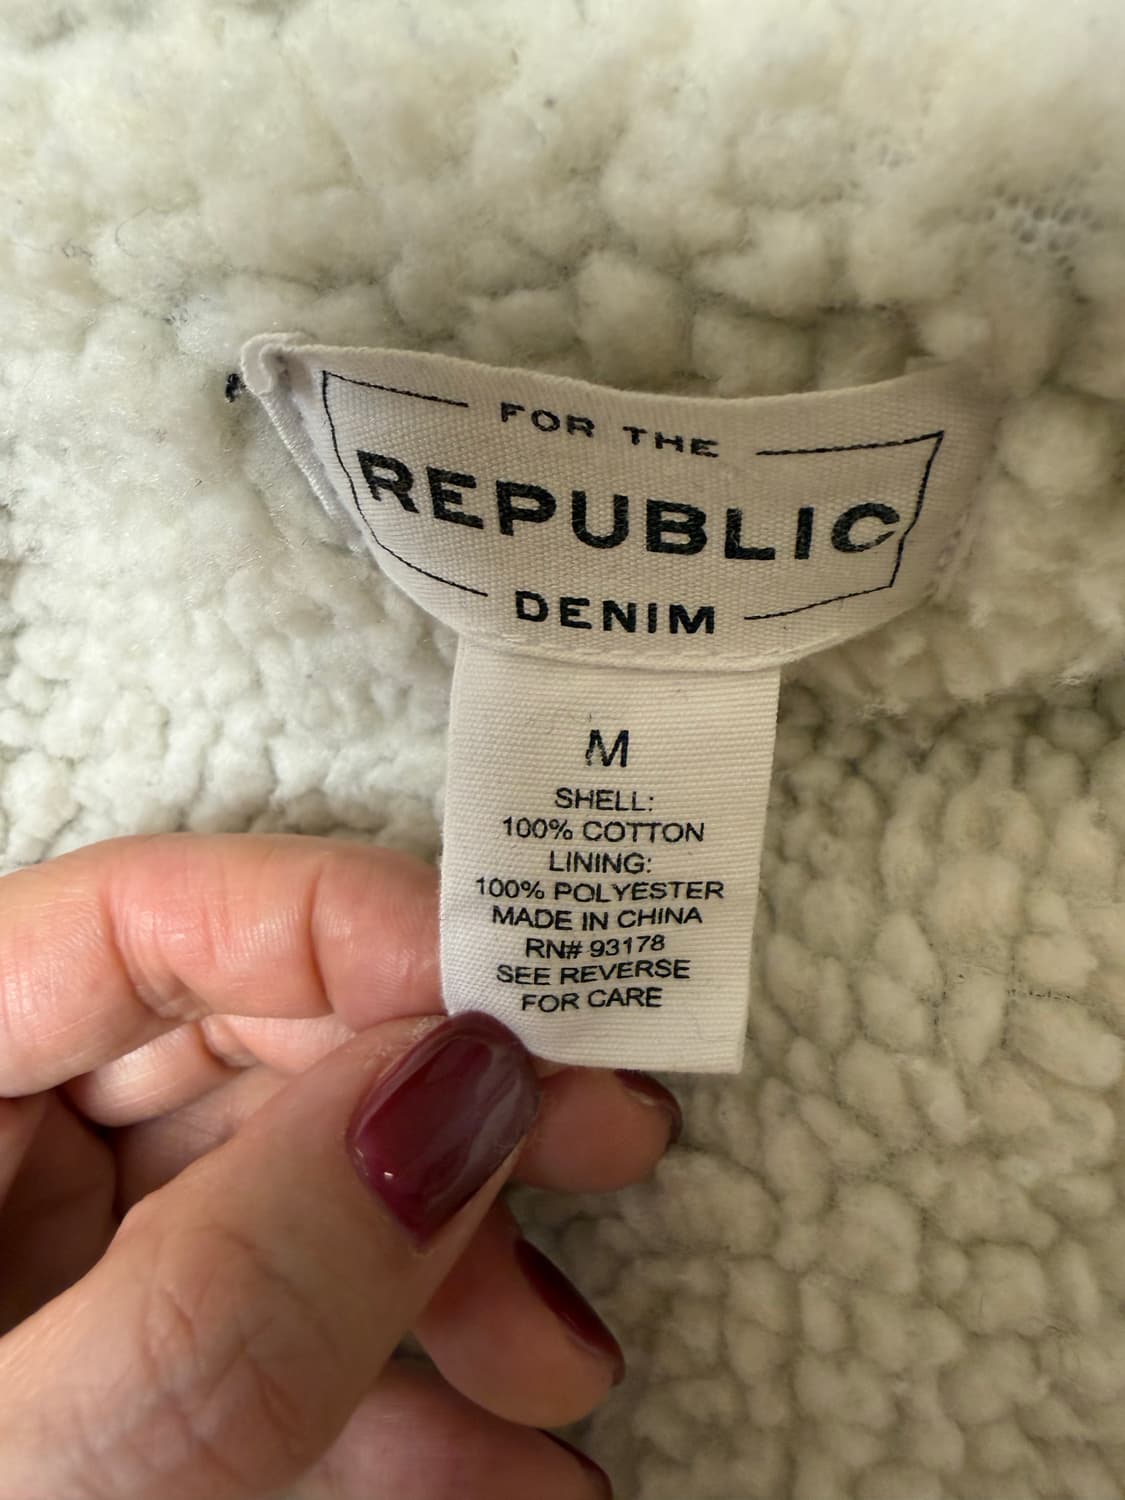 FOR THE
REPUBLIC
DENIM
M
SHELL:
100% COTTON
LINING:
100% POLYESTER
MADE IN CHINA
RN# 93178
SEE REVERSE
FOR CARE